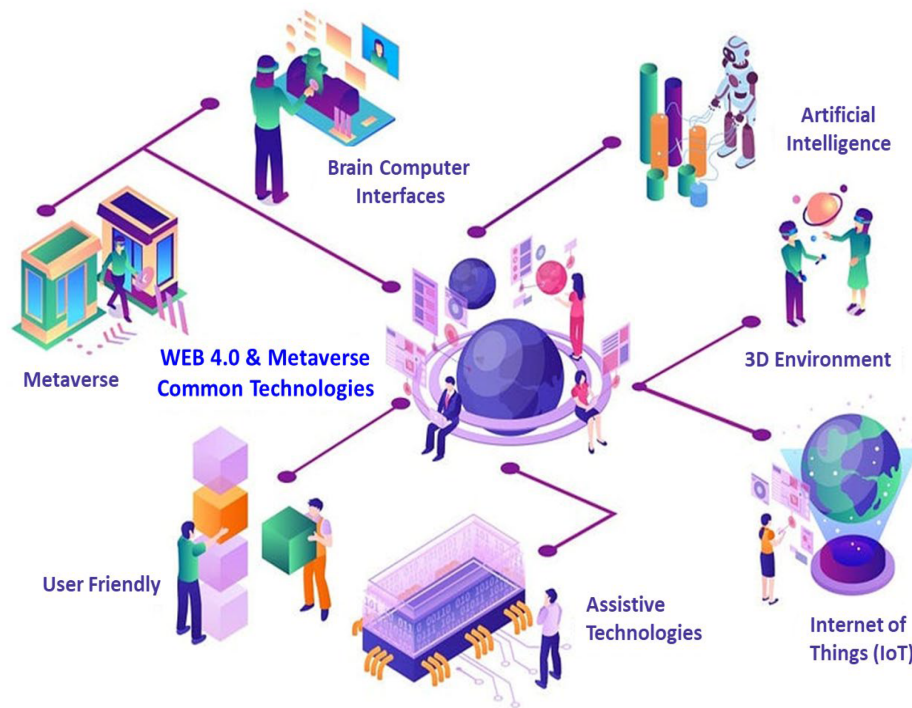 Brain Computer
Interfaces
Artificial
Intelligence
Metaverse
WEB 4.0 & Metaverse
Common Technologies
3D Environment
User Friendly
Assistive
Technologies
Internet of
Things (IoT)